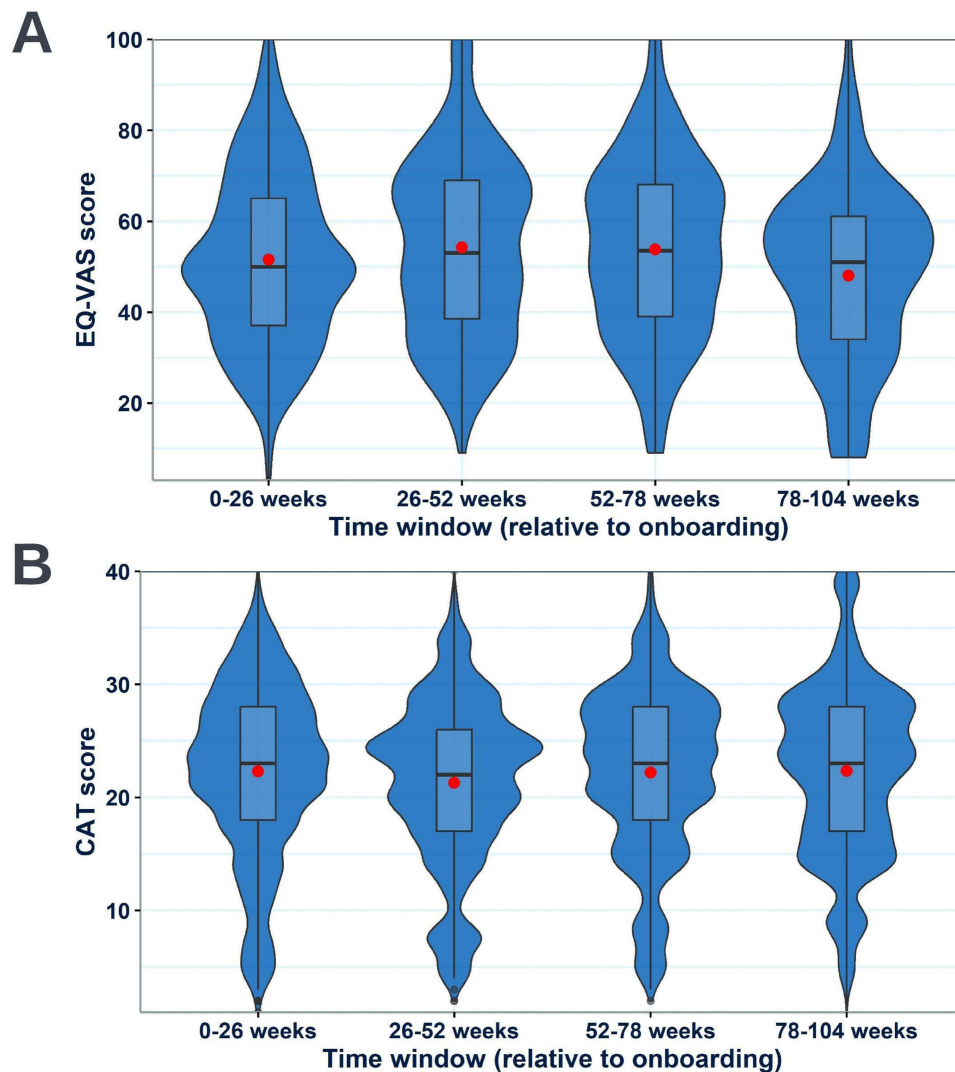 A
100
80
60
40
20
EQ-VAS score
0-26 weeks 26-52 weeks 52-78 weeks 78-104 weeks
Time window (relative to onboarding)
B
40
30
20
10
CAT score
0-26 weeks 26-52 weeks 52-78 weeks 78-104 weeks
Time window (relative to onboarding)